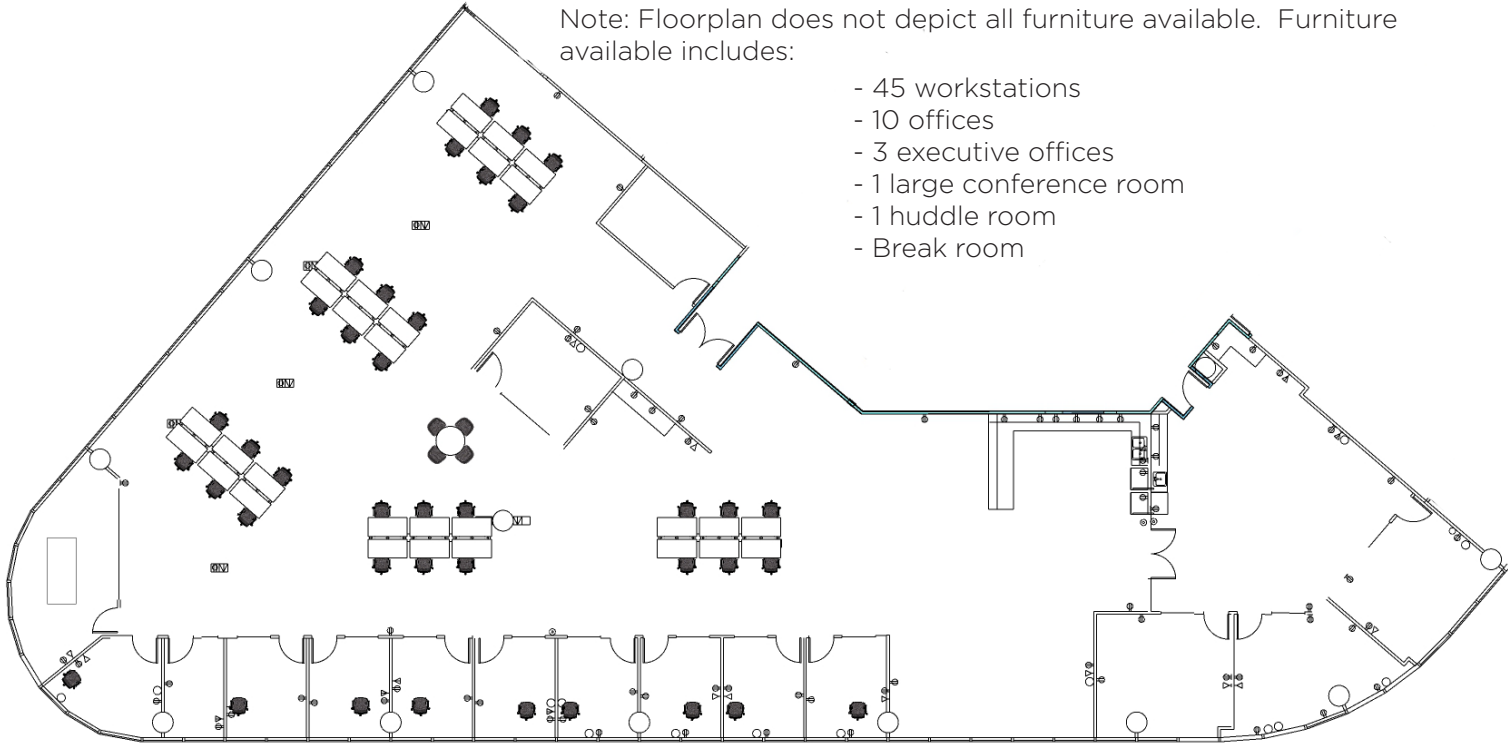 Note: Floorplan does not depict all furniture available.  Furniture
available includes:
- 45 workstations
- 10 offices
- 3 executive offices
- 1 large conference room
- 1 huddle room
- Break room